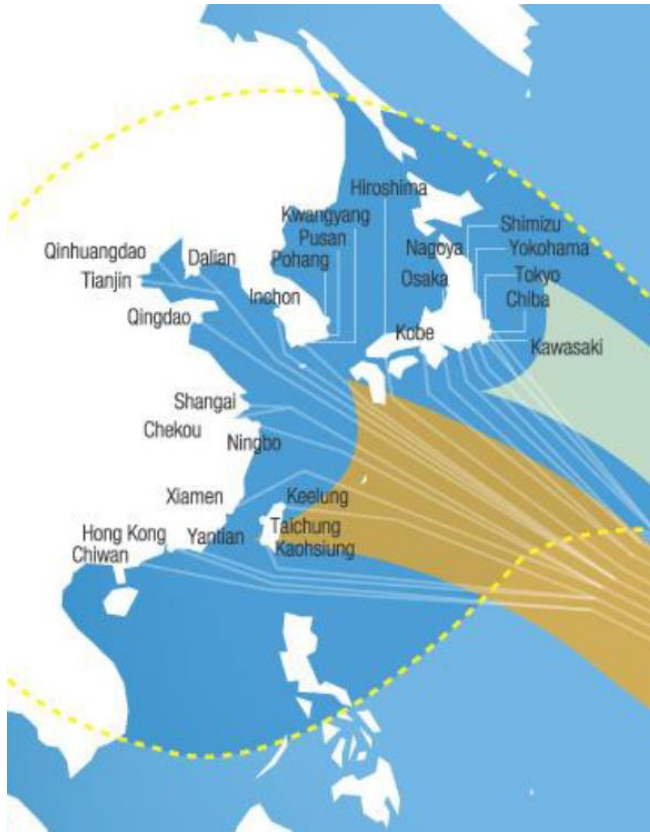 Hiroshima
Kwangyang
Pusan
Pohang
Shimizu
Nagoya
Yokohama
Qinhuangdao
Dalian
Tianjin
Osaka
Tokyo
Inchon
Chiba
Qingdao
Kobe
Kawasaki
Shangai
Chekou
Ningbo
Xiamen
Keelung
Hong Kong
Yantian
Taichung
Chiwan
Kaohsiung